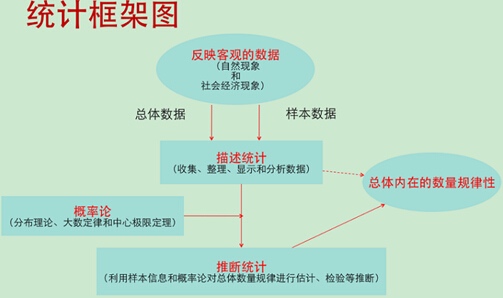 统计框架图
反映客观的数据
（自然现象
和
社会经济现象）
总体数据
样本数据
描述统计
（收集、整理、显示和分析数据）
总体内在的数量规律性
概率论
（分布理论、大数定律和中心极限定理）
推断统计
（利用样本信息和概率论对总体数量规律进行估计、检验等推断）